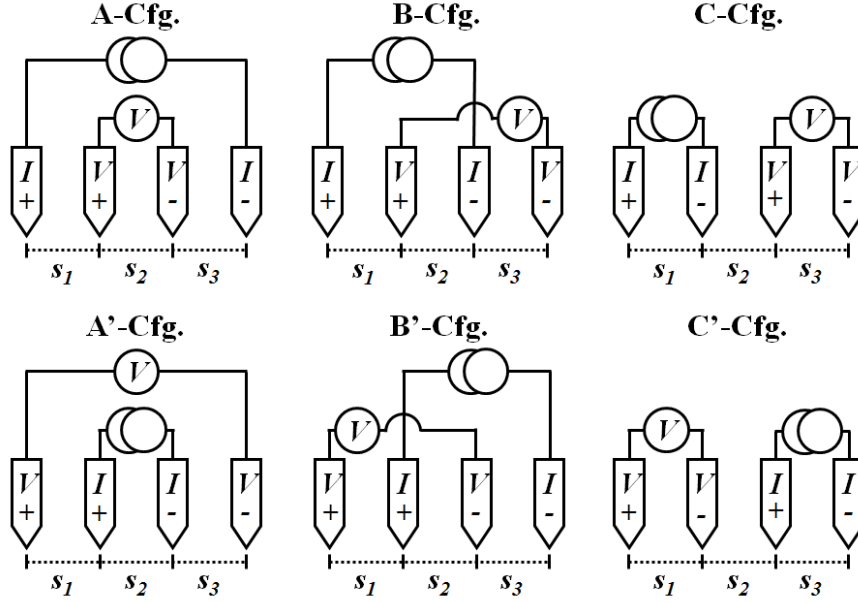 A-Cfg. B-Cfg. C-Cfg.
V V V
I + V + V - I -
I + V + I - V -
I + I - V + V -
s1 s2 s3 s1 s2 s3 s1 s2 s3
A’-Cfg. B’-Cfg. C’-Cfg.
V V V
V + I + I - V -
V + I + V - I -
V + V - I + I -
s1 s2 s3 s1 s2 s3 s1 s2 s3